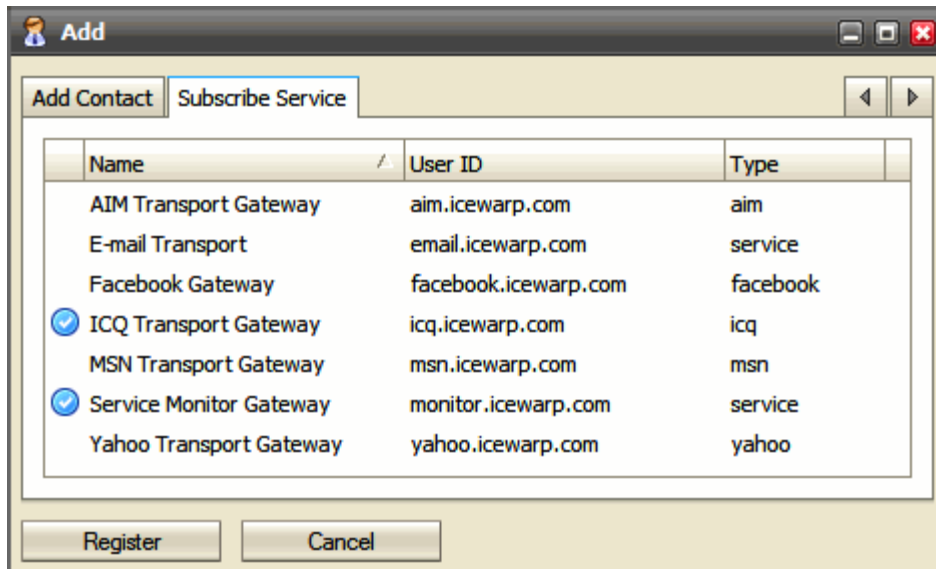 Add
Add Contact Subscribe Service
Name User ID Type
AIM Transport Gateway aim.icewarp.com aim
E-mail Transport email.icewarp.com service
Facebook Gateway facebook.icewarp.com facebook
ICQ Transport Gateway icq.icewarp.com icq
MSN Transport Gateway msn.icewarp.com msn
Service Monitor Gateway monitor.icewarp.com service
Yahoo Transport Gateway yahoo.icewarp.com yahoo
Register Cancel